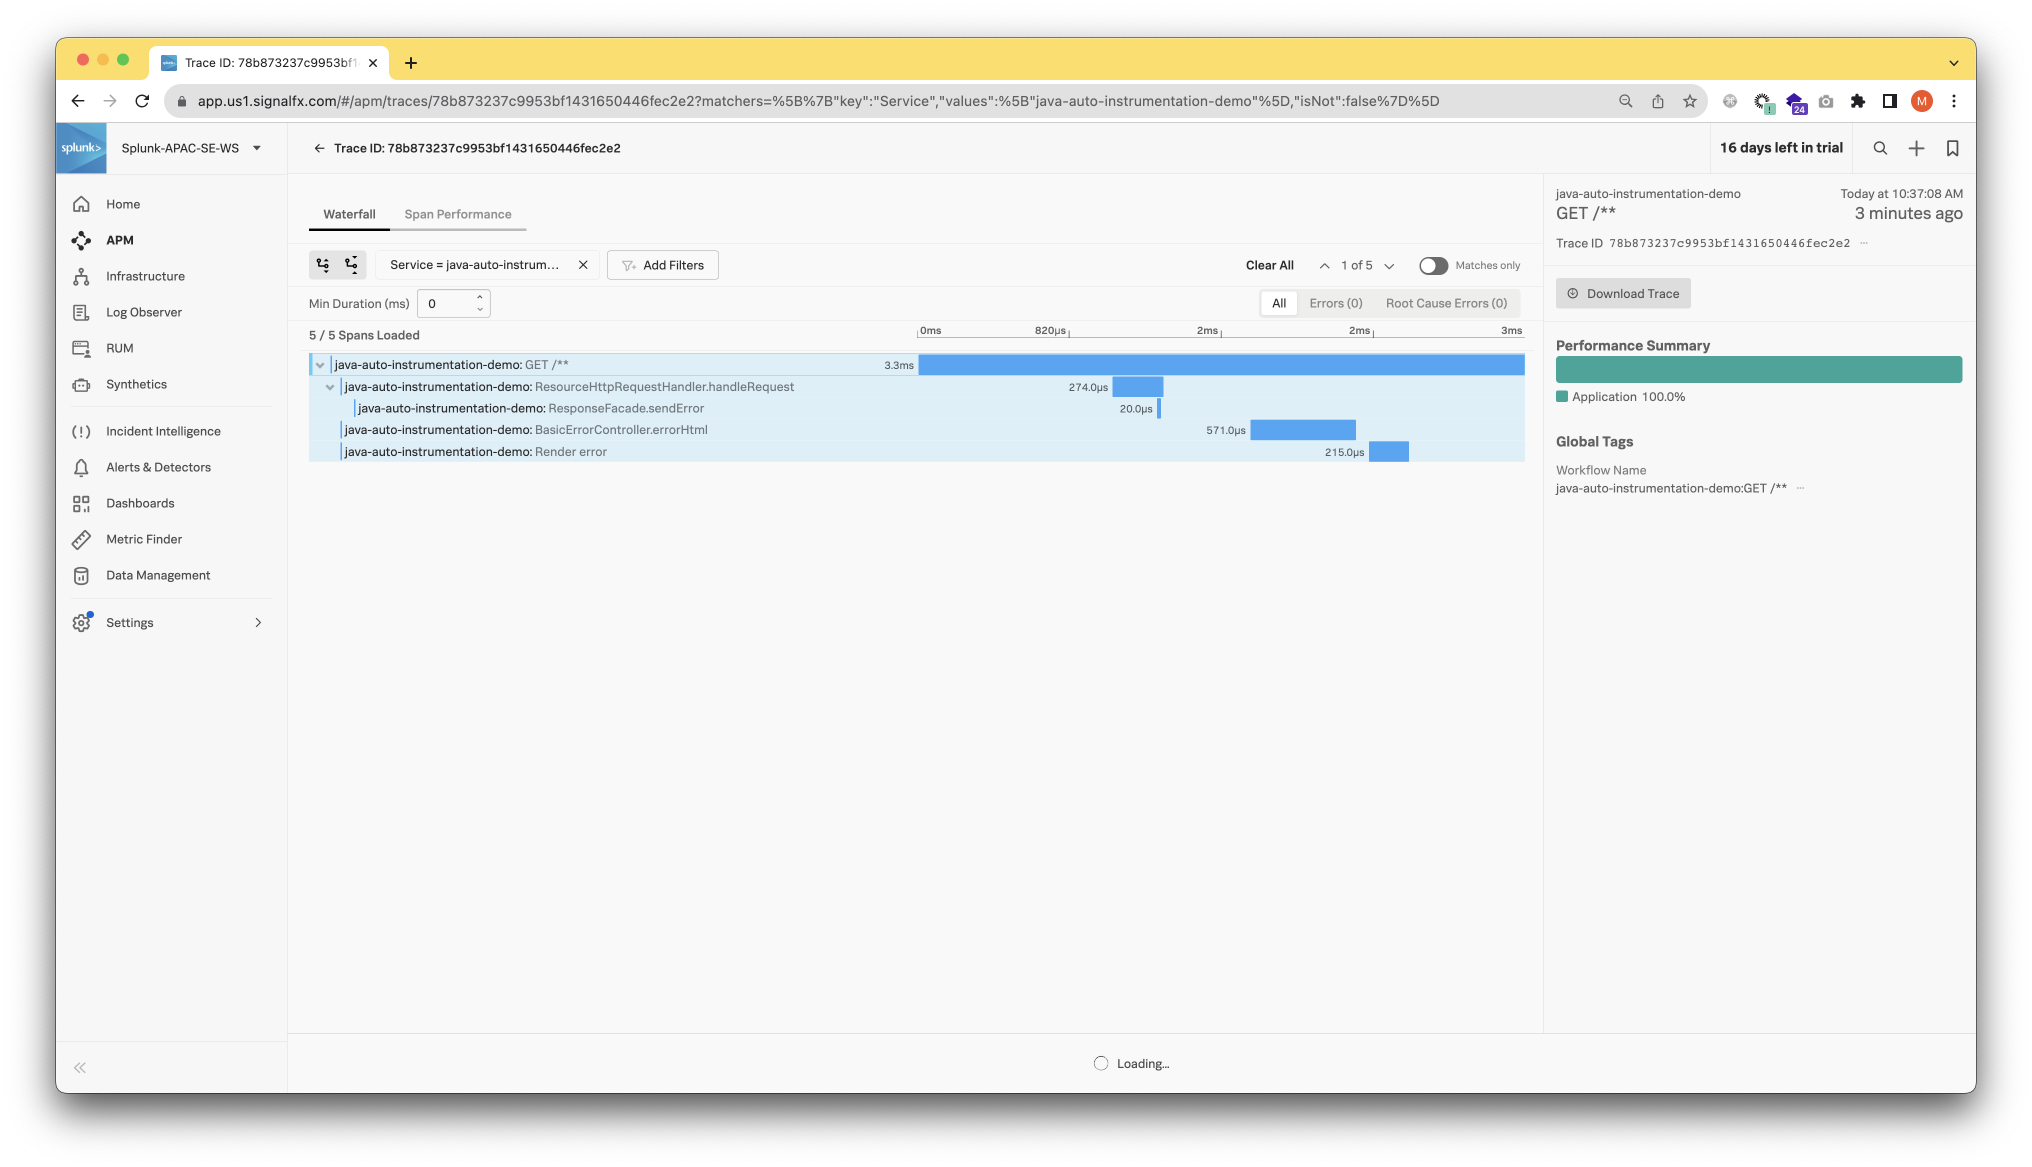 Trace ID: 78b873237c9953bf1
app.us1.signalfx.com/#/apm/traces/78b873237c9953bf1431650446fec2e2?matchers=%5B%7B"key":"Service","values":%5B"java-auto-instrumentation-demo"%5D,"isNot":false%7D%5D
24
M
splunk>
Splunk-APAC-SE-WS
Trace ID: 78b873237c9953bf1431650446fec2e2
16 days left in trial
Home
APM
Infrastructure
Log Observer
RUM
Synthetics
Incident Intelligence
Alerts & Detectors
Dashboards
Metric Finder
Data Management
Settings
Waterfall
Span Performance
Service = java-auto-instrum...
Add Filters
Clear All
1 of 5
Matches only
Min Duration (ms)
0
All
Errors (0)
Root Cause Errors (0)
5 / 5 Spans Loaded
0ms
820µs
2ms
2ms
3ms
java-auto-instrumentation-demo: GET /**
3.3ms
java-auto-instrumentation-demo: ResourceHttpRequestHandler.handleRequest
274.0µs
java-auto-instrumentation-demo: ResponseFacade.sendError
20.0µs
java-auto-instrumentation-demo: BasicErrorController.errorHtml
571.0µs
java-auto-instrumentation-demo: Render error
215.0µs
java-auto-instrumentation-demo
Today at 10:37:08 AM
GET /**
3 minutes ago
Trace ID 78b873237c9953bf1431650446fec2e2 ...
Download Trace
Performance Summary
Application 100.0%
Global Tags
Workflow Name
java-auto-instrumentation-demo:GET /** ...
Loading...